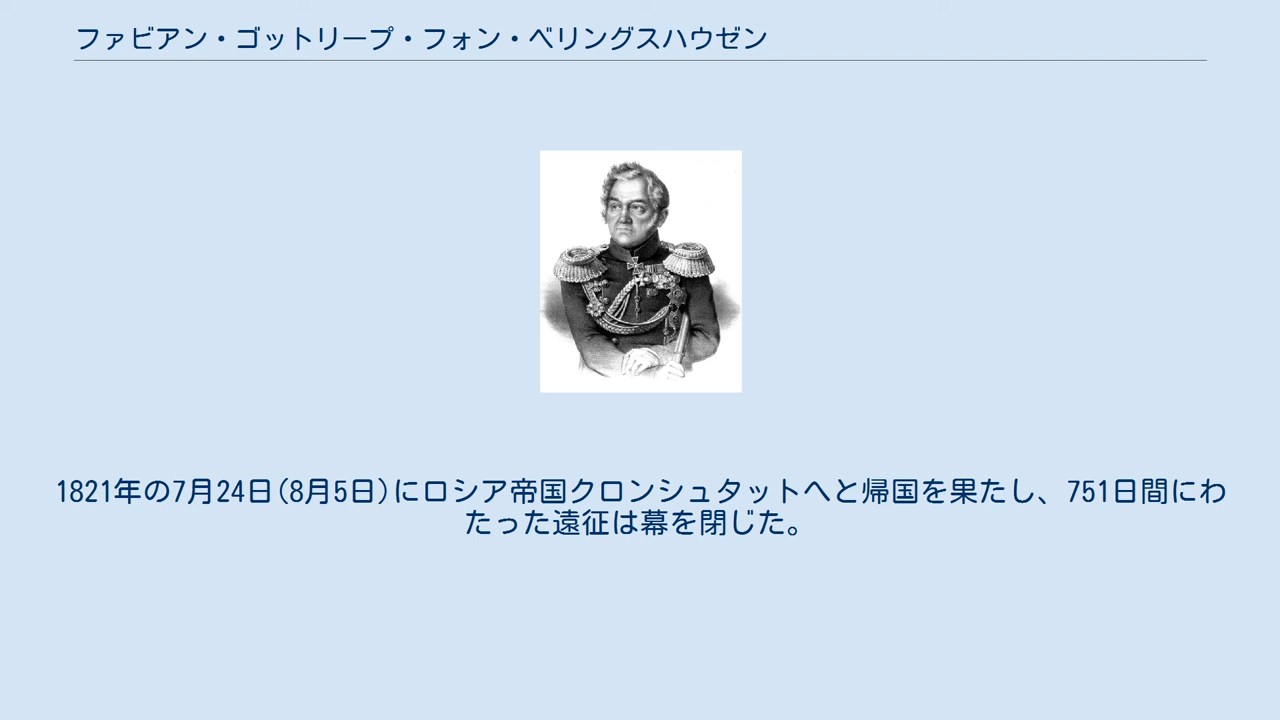 ファビアン・ゴットリープ・フォン・ベリングスハウゼン
1821年の7月24日(8月5日)にロシア帝国クロンシュタットへと帰国を果たし、751日間にわ
たった遠征は幕を閉じた。